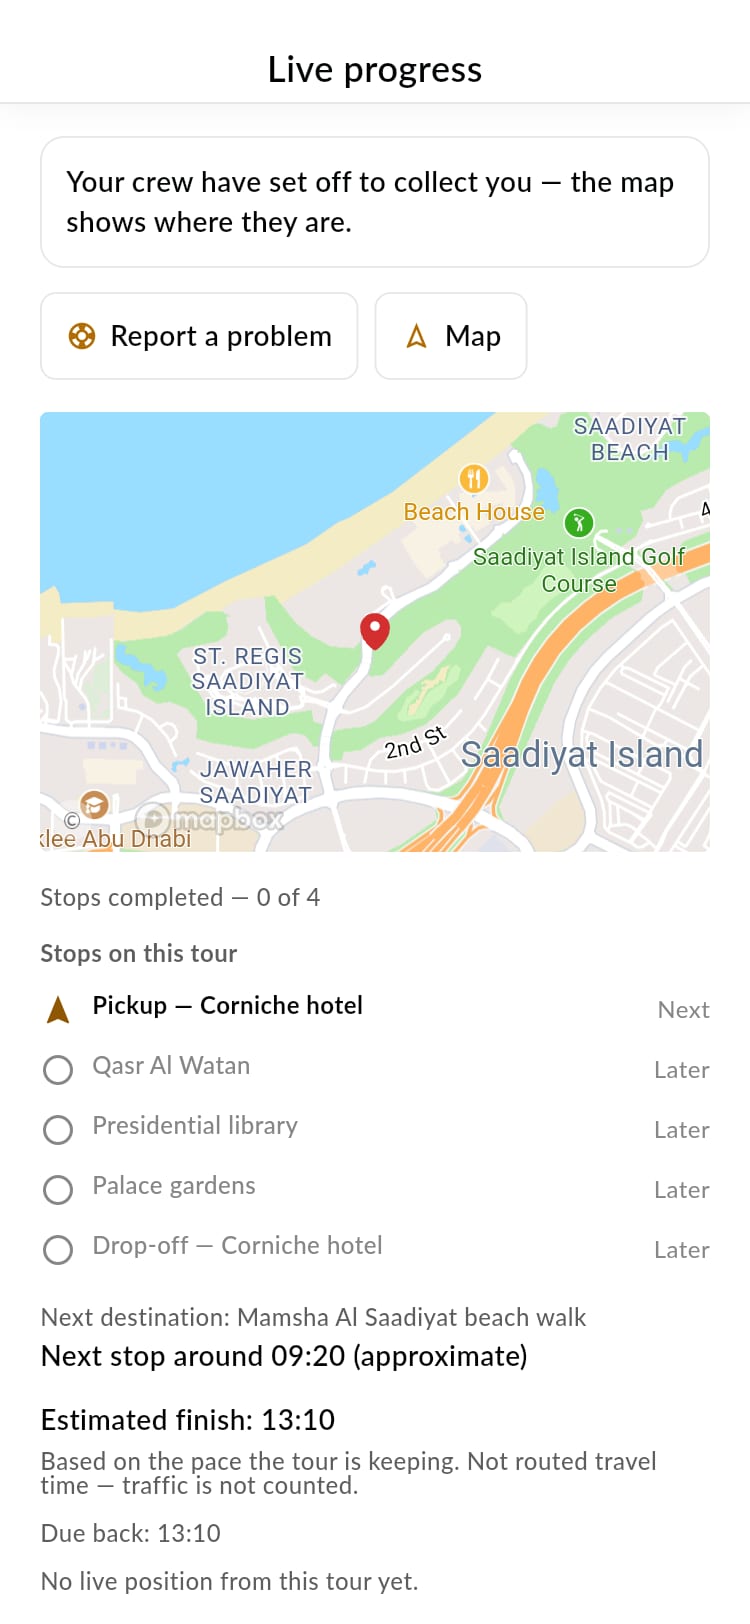 Live progress
Your crew have set off to collect you — the map
shows where they are.
Report a problem
Map
SAADIYAT
BEACH
Beach House
Saadiyat Island Golf
Course
ST. REGIS
SAADIYAT
ISLAND
2nd St
Saadiyat Island
JAWAHER
SAADIYAT
© mapbox
klee Abu Dhabi
Stops completed — 0 of 4
Stops on this tour
Pickup — Corniche hotel
Next
Qasr Al Watan
Later
Presidential library
Later
Palace gardens
Later
Drop-off — Corniche hotel
Later
Next destination: Mamsha Al Saadiyat beach walk
Next stop around 09:20 (approximate)
Estimated finish: 13:10
Based on the pace the tour is keeping. Not routed travel
time — traffic is not counted.
Due back: 13:10
No live position from this tour yet.